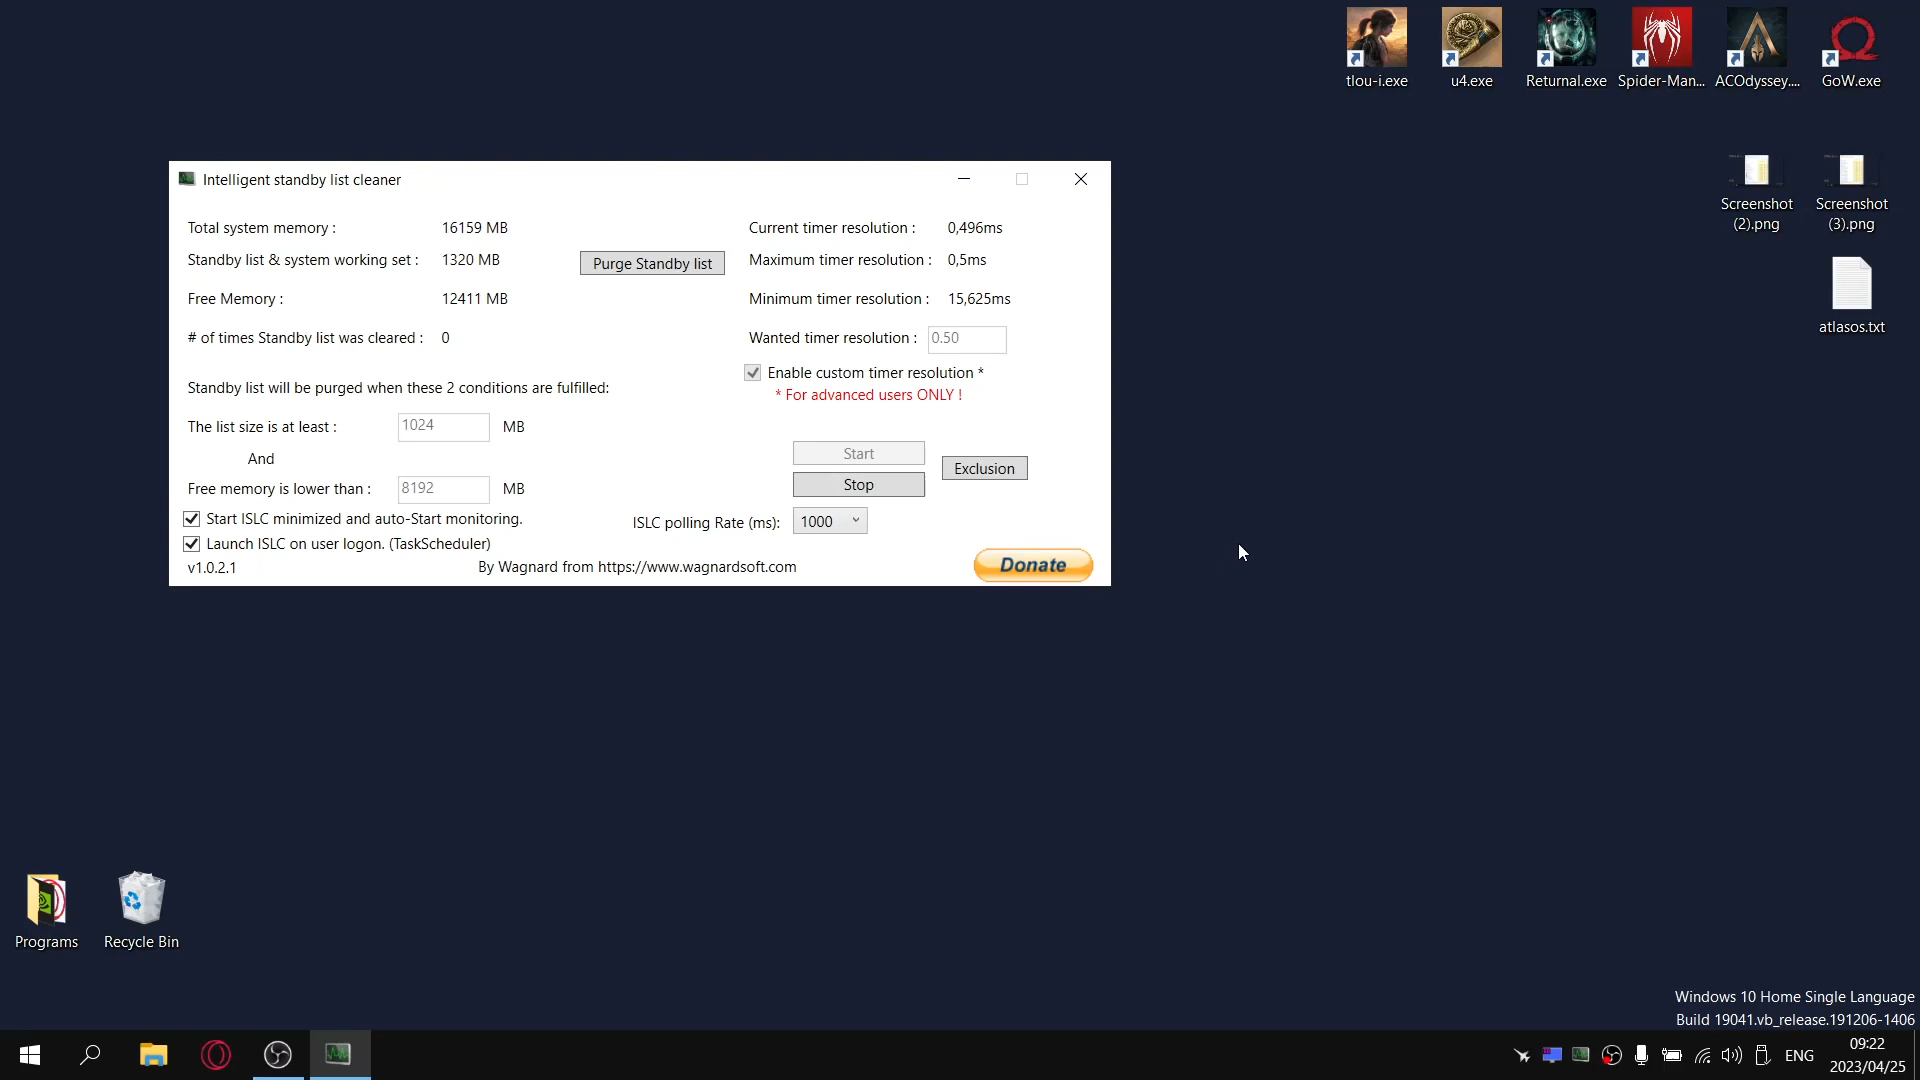 tlou-i.exe
u4.exe
Returnal.exe
Spider-Man...
ACOdyssey....
GoW.exe
Screenshot
(2).png
Screenshot
(3).png
atlasos.txt
Intelligent standby list cleaner
Total system memory :
16159 MB
Standby list & system working set :
1320 MB
Purge Standby list
Free Memory :
12411 MB
# of times Standby list was cleared :
0
Standby list will be purged when these 2 conditions are fulfilled:
The list size is at least :
1024
MB
And
Free memory is lower than :
8192
MB
Start ISLC minimized and auto-Start monitoring.
Launch ISLC on user logon. (TaskScheduler)
v1.0.2.1
Current timer resolution :
0,496ms
Maximum timer resolution :
0,5ms
Minimum timer resolution :
15,625ms
Wanted timer resolution :
0.50
Enable custom timer resolution *
* For advanced users ONLY !
Start
Stop
Exclusion
ISLC polling Rate (ms):
1000
By Wagnard from https://www.wagnardsoft.com
Donate
Programs
Recycle Bin
Windows 10 Home Single Language
Build 19041.vb_release.191206-1406
ENG
09:22
2023/04/25